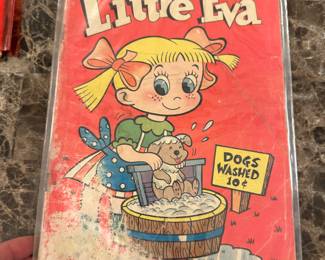 Little Eva
DOGS
WASHED
10¢